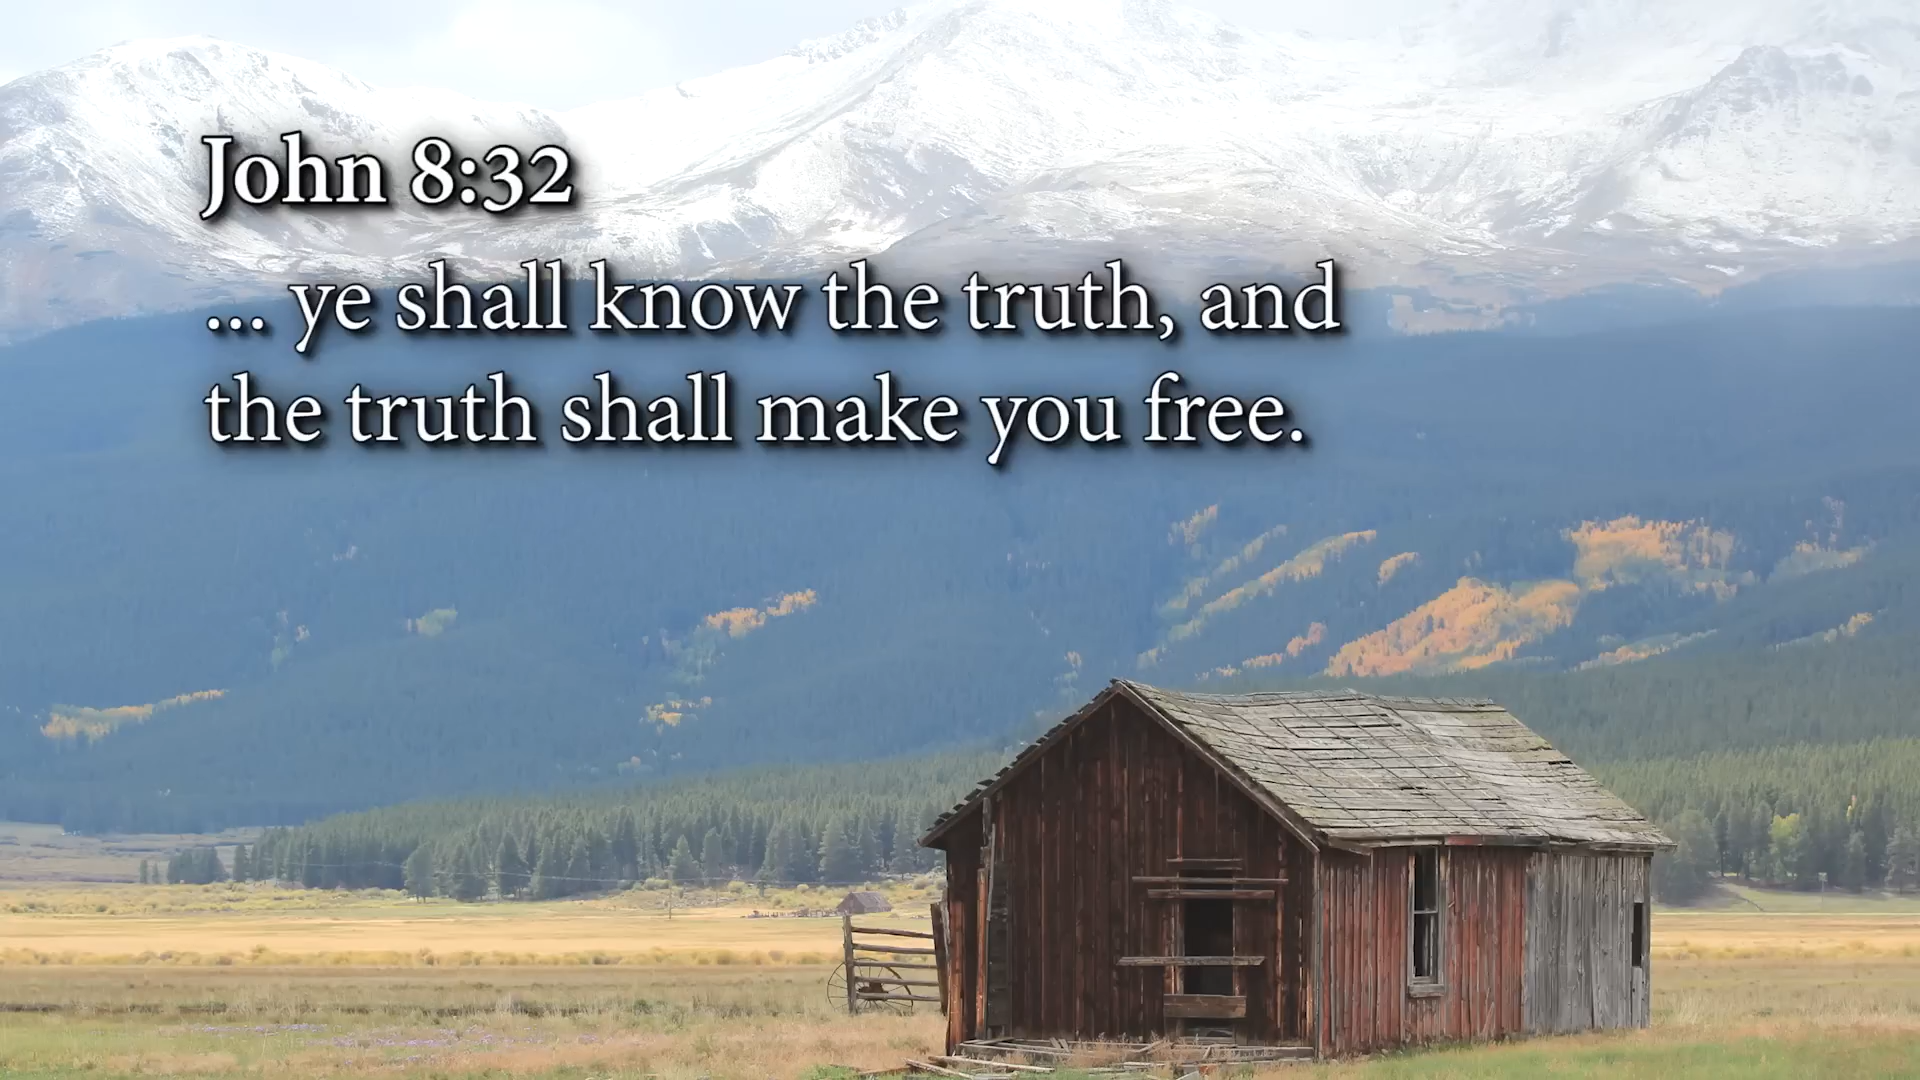 John 8:32
... ye shall know the truth, and
the truth shall make you free.